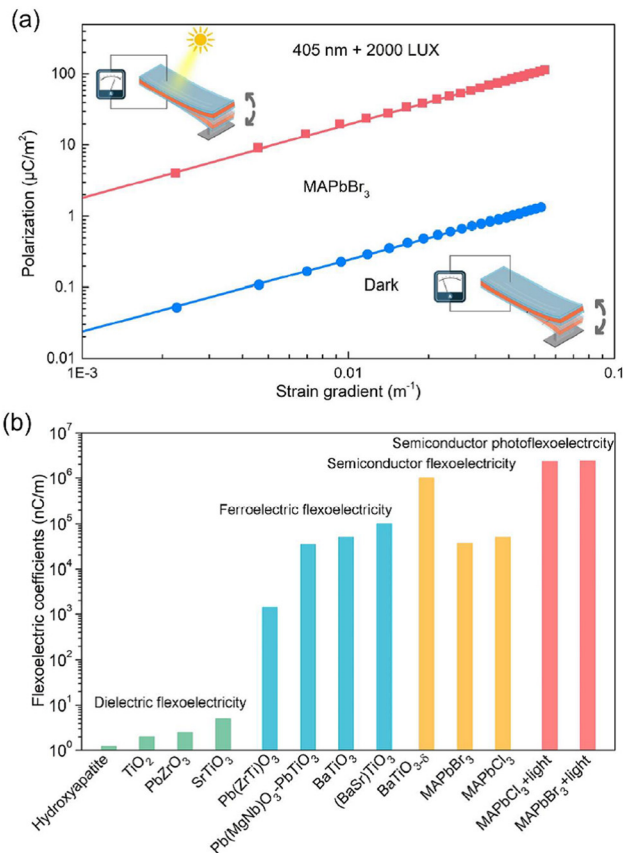 (a)
405 nm + 2000 LUX
100
10
1
0.1
0.01
Polarization (μC/m²)
MAPbBr₃
Dark
1E-3
0.01
0.1
Strain gradient (m⁻¹)
(b)
10⁷
10⁶
10⁵
10⁴
10³
10²
10¹
10⁰
Flexoelectric coefficients (nC/m)
Semiconductor photoflexoelectrcity
Semiconductor flexoelectricity
Ferroelectric flexoelectricity
Dielectric flexoelectricity
Hydroxyapatite
TiO₂
PbZrO₃
SrTiO₃
Pb(ZrTi)O₃
Pb(MgNb)O₃-PbTiO₃
BaTiO₃
(BaSr)TiO₃
BaTiO₃₋δ
MAPbBr₃
MAPbCl₃
MAPbCl₃+light
MAPbBr₃+light